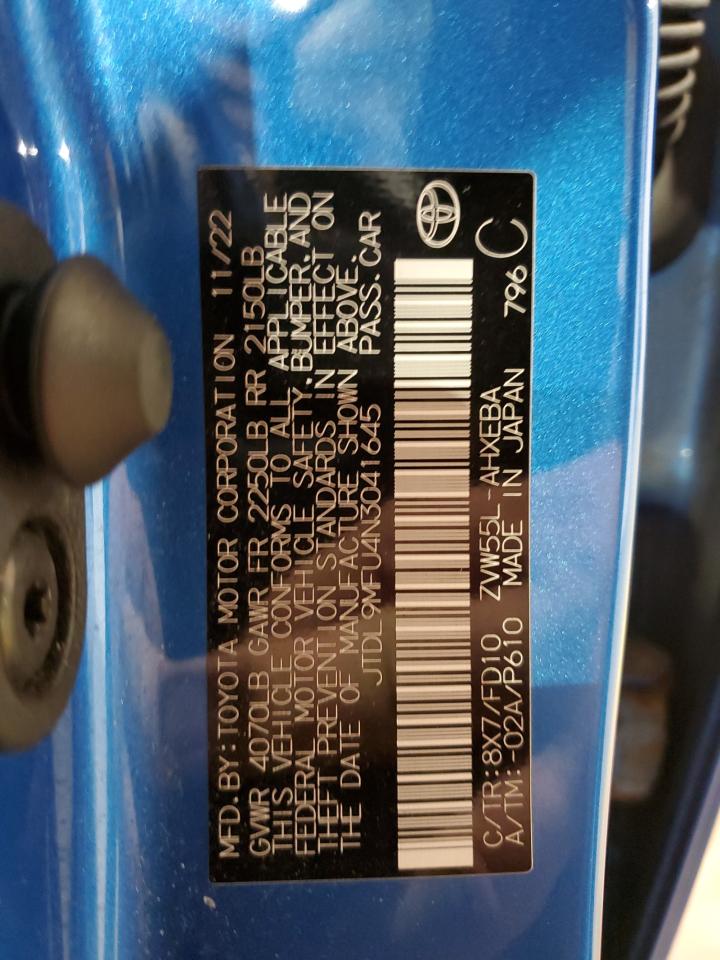 MFD.BY:TOYOTA MOTOR CORPORATION 11/22
GVWR 4070LB GAWR FR 2250LB RR 2150LB
THIS VEHICLE CONFORMS TO ALL APPLICABLE
FEDERAL MOTOR VEHICLE SAFETY,BUMPER,AND
THEFT PREVENTION STANDARDS IN EFFECT ON
THE DATE OF MANUFACTURE SHOWN ABOVE.
JTDL9MFU4N3041645 PASS.CAR
C/TR:8X7/FD10 ZVW55L-AHXEBA 796 C
A/TM:-02A/P610 MADE IN JAPAN